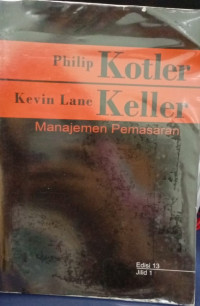 Philip Kotler
Kevin Lane Keller
Manajemen Pemasaran
Edisi 13
Jilid 1